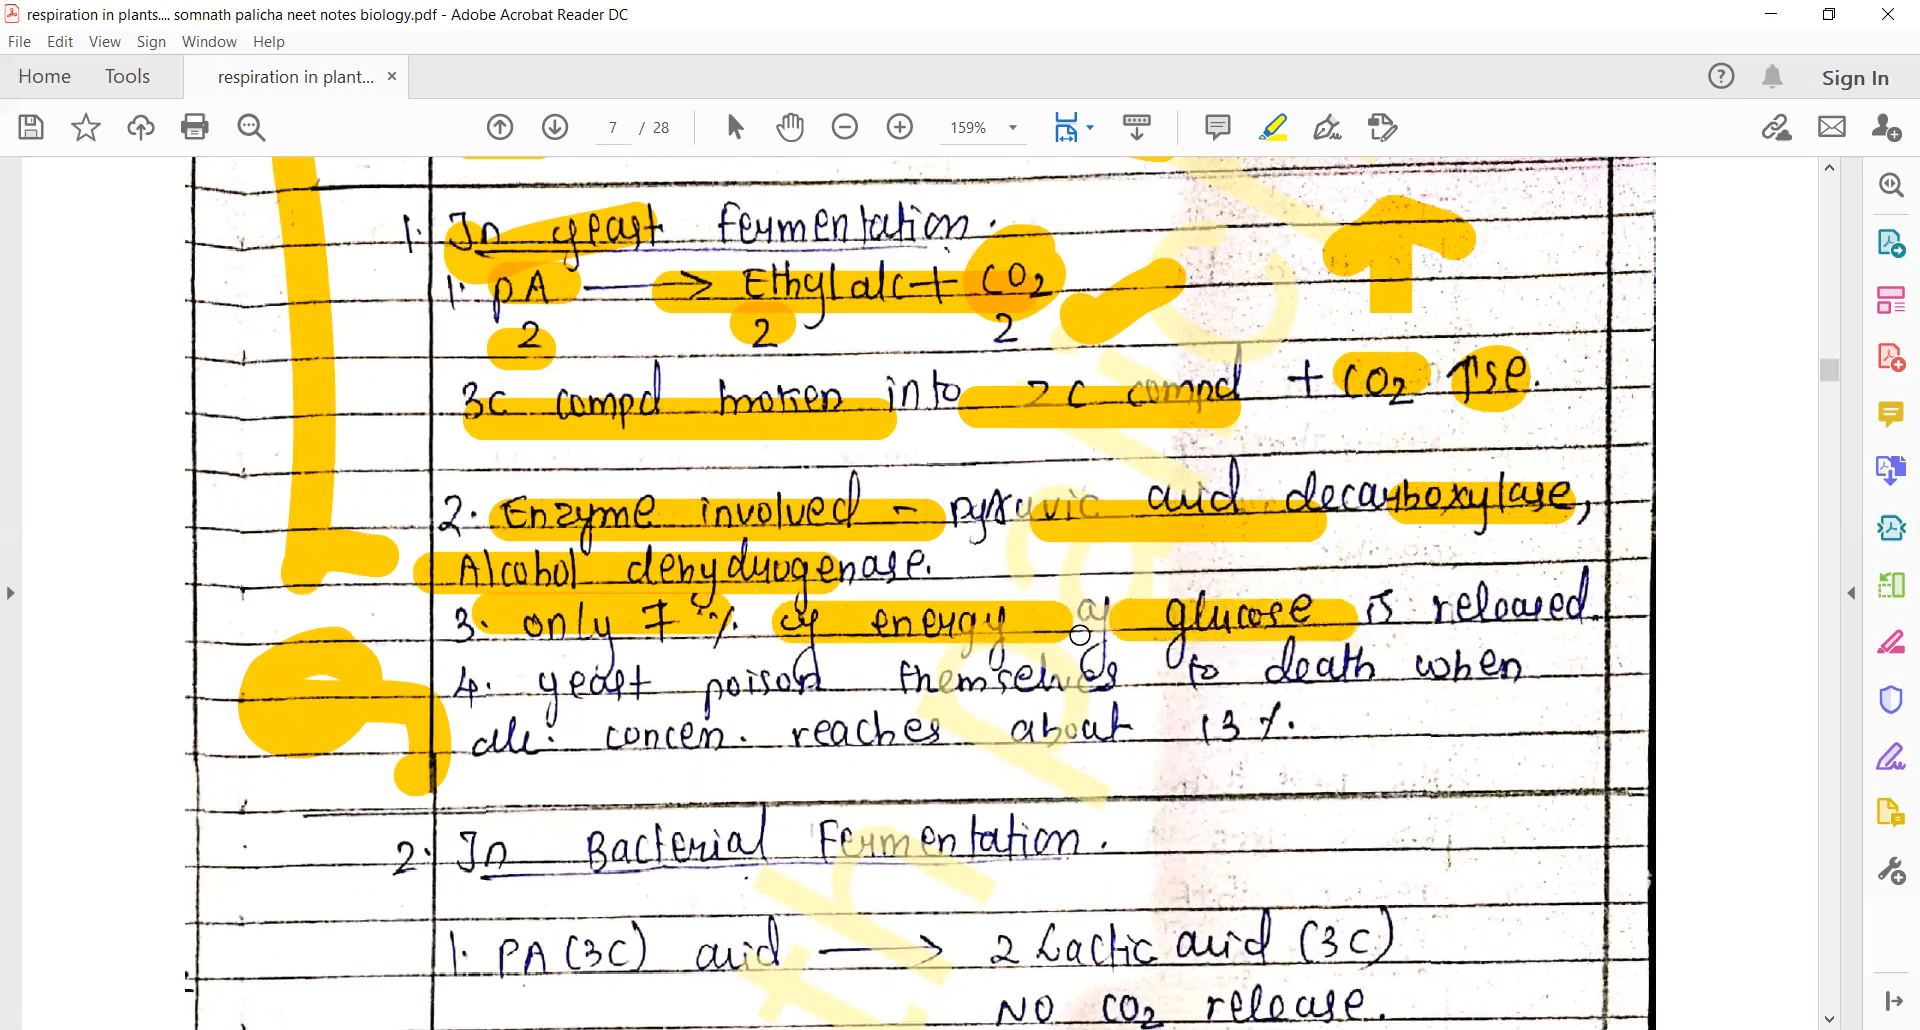 respiration in plants.... somnath palicha neet notes biology.pdf - Adobe Acrobat Reader DC
File Edit View Sign Window Help
Home Tools respiration in plant... × Sign In
7 / 28 159%
1. In yeast Fermentation.
1. PA → Ethyl alc + CO2
2 2 2
3C compd broken into 2C compd + CO2 ↑se.
2. Enzyme involved - pyruvic acid decarboxylase,
Alcohol dehydrogenase.
3. only 7% of energy of glucose is released.
4. yeast poison themselves to death when
alc. concen. reaches about 13%.
2. In Bacterial Fermentation.
1. PA (3C) acid → 2 Lactic acid (3C)
NO CO2 release.